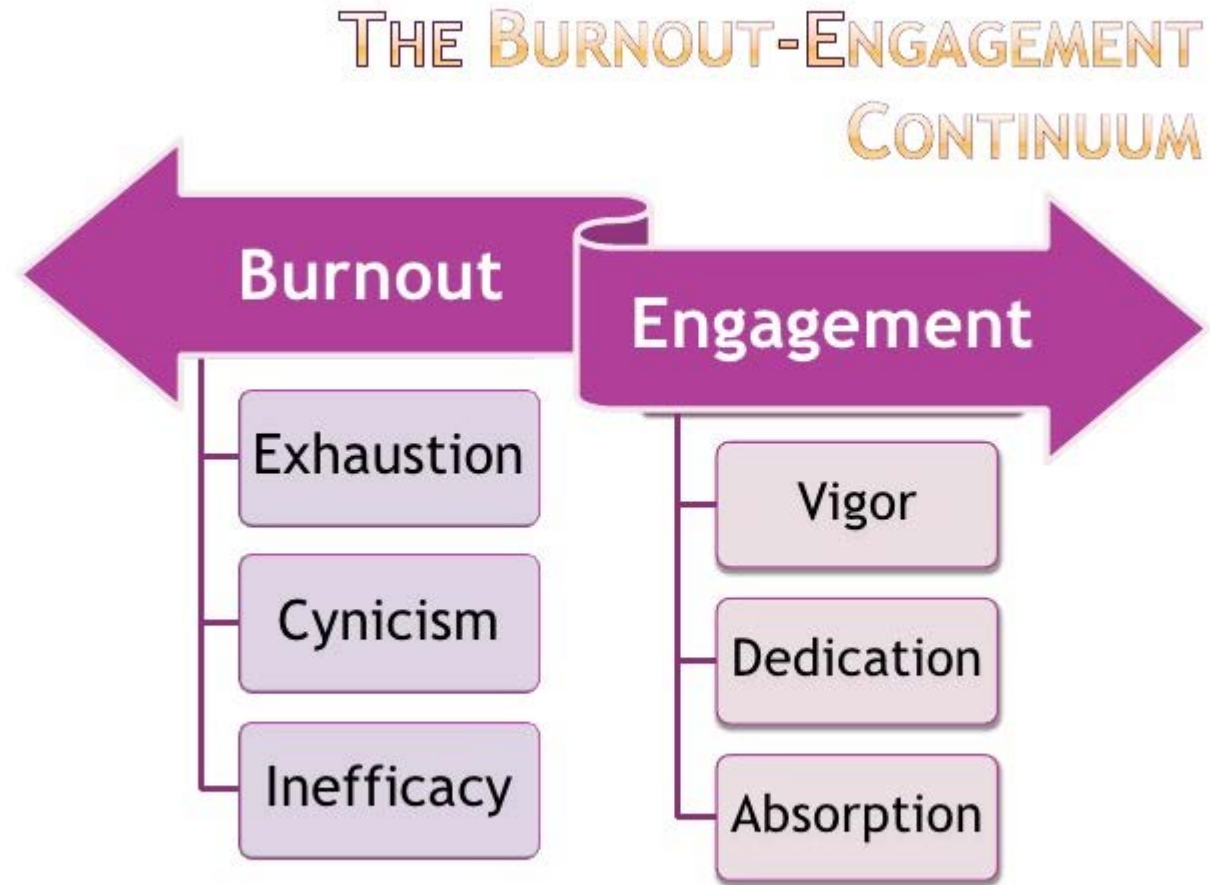 THE BURNOUT-ENGAGEMENT
CONTINUUM
Burnout
Exhaustion
Cynicism
Inefficacy
Engagement
Vigor
Dedication
Absorption